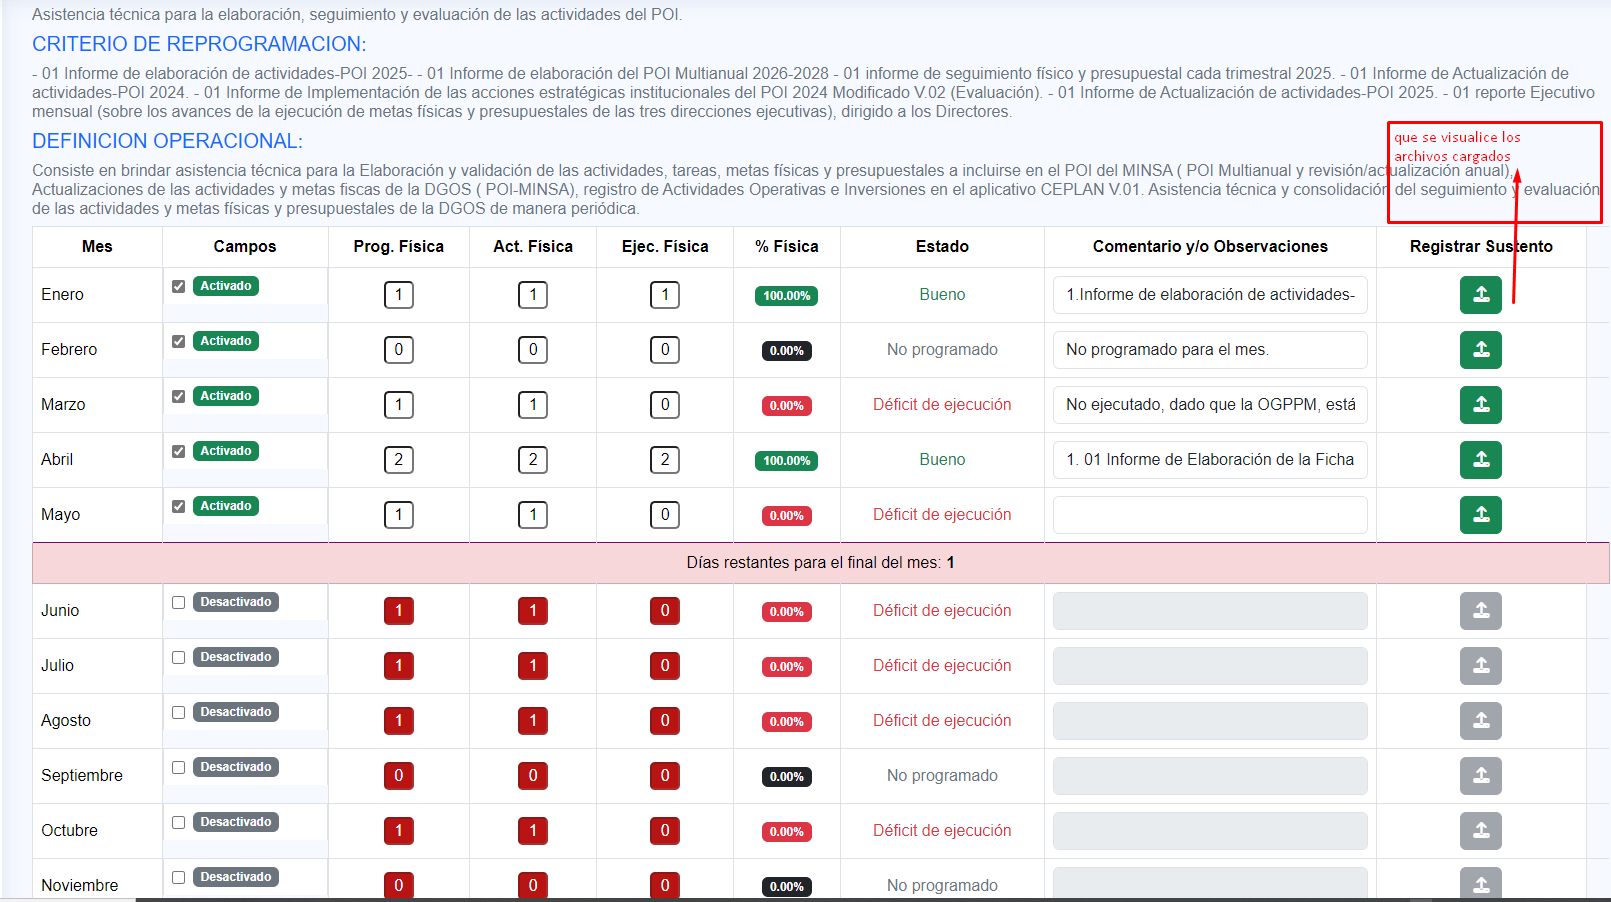 Asistencia técnica para la elaboración, seguimiento y evaluación de las actividades del POI.
CRITERIO DE REPROGRAMACION:
- 01 Informe de elaboración de actividades-POI 2025- - 01 Informe de elaboración del POI Multianual 2026-2028 - 01 informe de seguimiento físico y presupuestal cada trimestral 2025. - 01 Informe de Actualización de
actividades-POI 2024. - 01 Informe de Implementación de las acciones estratégicas institucionales del POI 2024 Modificado V.02 (Evaluación). - 01 Informe de Actualización de actividades-POI 2025. - 01 reporte Ejecutivo
mensual (sobre los avances de la ejecución de metas físicas y presupuestales de las tres direcciones ejecutivas), dirigido a los Directores.
DEFINICION OPERACIONAL:
que se visualice los
archivos cargados
Consiste en brindar asistencia técnica para la Elaboración y validación de las actividades, tareas, metas físicas y presupuestales a incluirse en el POI del MINSA ( POI Multianual y revisión/actualización anual),
Actualizaciones de las actividades y metas fiscas de la DGOS ( POI-MINSA), registro de Actividades Operativas e Inversiones en el aplicativo CEPLAN V.01. Asistencia técnica y consolidación del seguimiento y evaluación
de las actividades y metas físicas y presupuestales de la DGOS de manera periódica.
Mes Campos Prog. Física Act. Física Ejec. Física % Física Estado Comentario y/o Observaciones Registrar Sustento
Enero Activado 1 1 1 100.00% Bueno 1.Informe de elaboración de actividades-
Febrero Activado 0 0 0 0.00% No programado No programado para el mes.
Marzo Activado 1 1 0 0.00% Déficit de ejecución No ejecutado, dado que la OGPPM, está
Abril Activado 2 2 2 100.00% Bueno 1. 01 Informe de Elaboración de la Ficha
Mayo Activado 1 1 0 0.00% Déficit de ejecución
Días restantes para el final del mes: 1
Junio Desactivado 1 1 0 0.00% Déficit de ejecución
Julio Desactivado 1 1 0 0.00% Déficit de ejecución
Agosto Desactivado 1 1 0 0.00% Déficit de ejecución
Septiembre Desactivado 0 0 0 0.00% No programado
Octubre Desactivado 1 1 0 0.00% Déficit de ejecución
Noviembre Desactivado 0 0 0 0.00% No programado